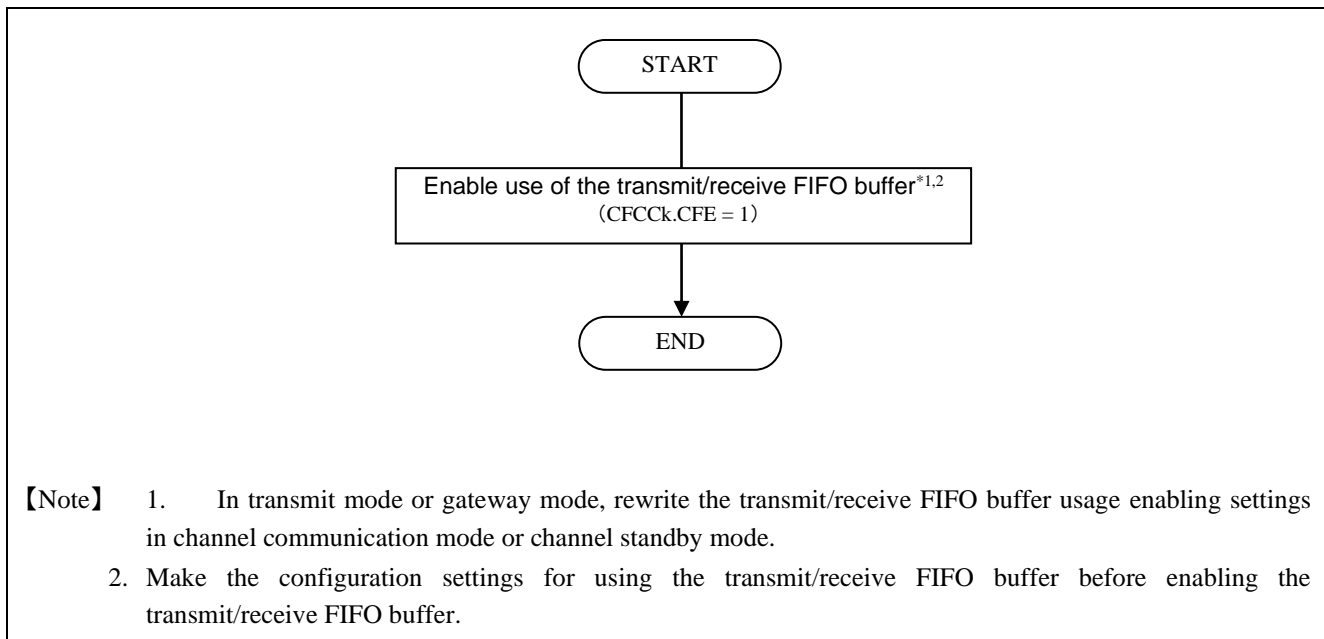 START
Enable use of the transmit/receive FIFO buffer*1,2
（CFCCk.CFE = 1）
END
【Note】 1. In transmit mode or gateway mode, rewrite the transmit/receive FIFO buffer usage enabling settings
in channel communication mode or channel standby mode.
2. Make the configuration settings for using the transmit/receive FIFO buffer before enabling the
transmit/receive FIFO buffer.